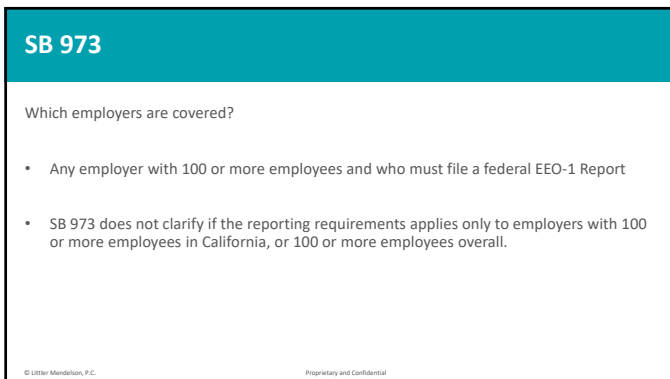 SB 973
Which employers are covered?
• Any employer with 100 or more employees and who must file a federal EEO-1 Report
• SB 973 does not clarify if the reporting requirements applies only to employers with 100
or more employees in California, or 100 or more employees overall.
© Littler Mendelson, P.C. Proprietary and Confidential